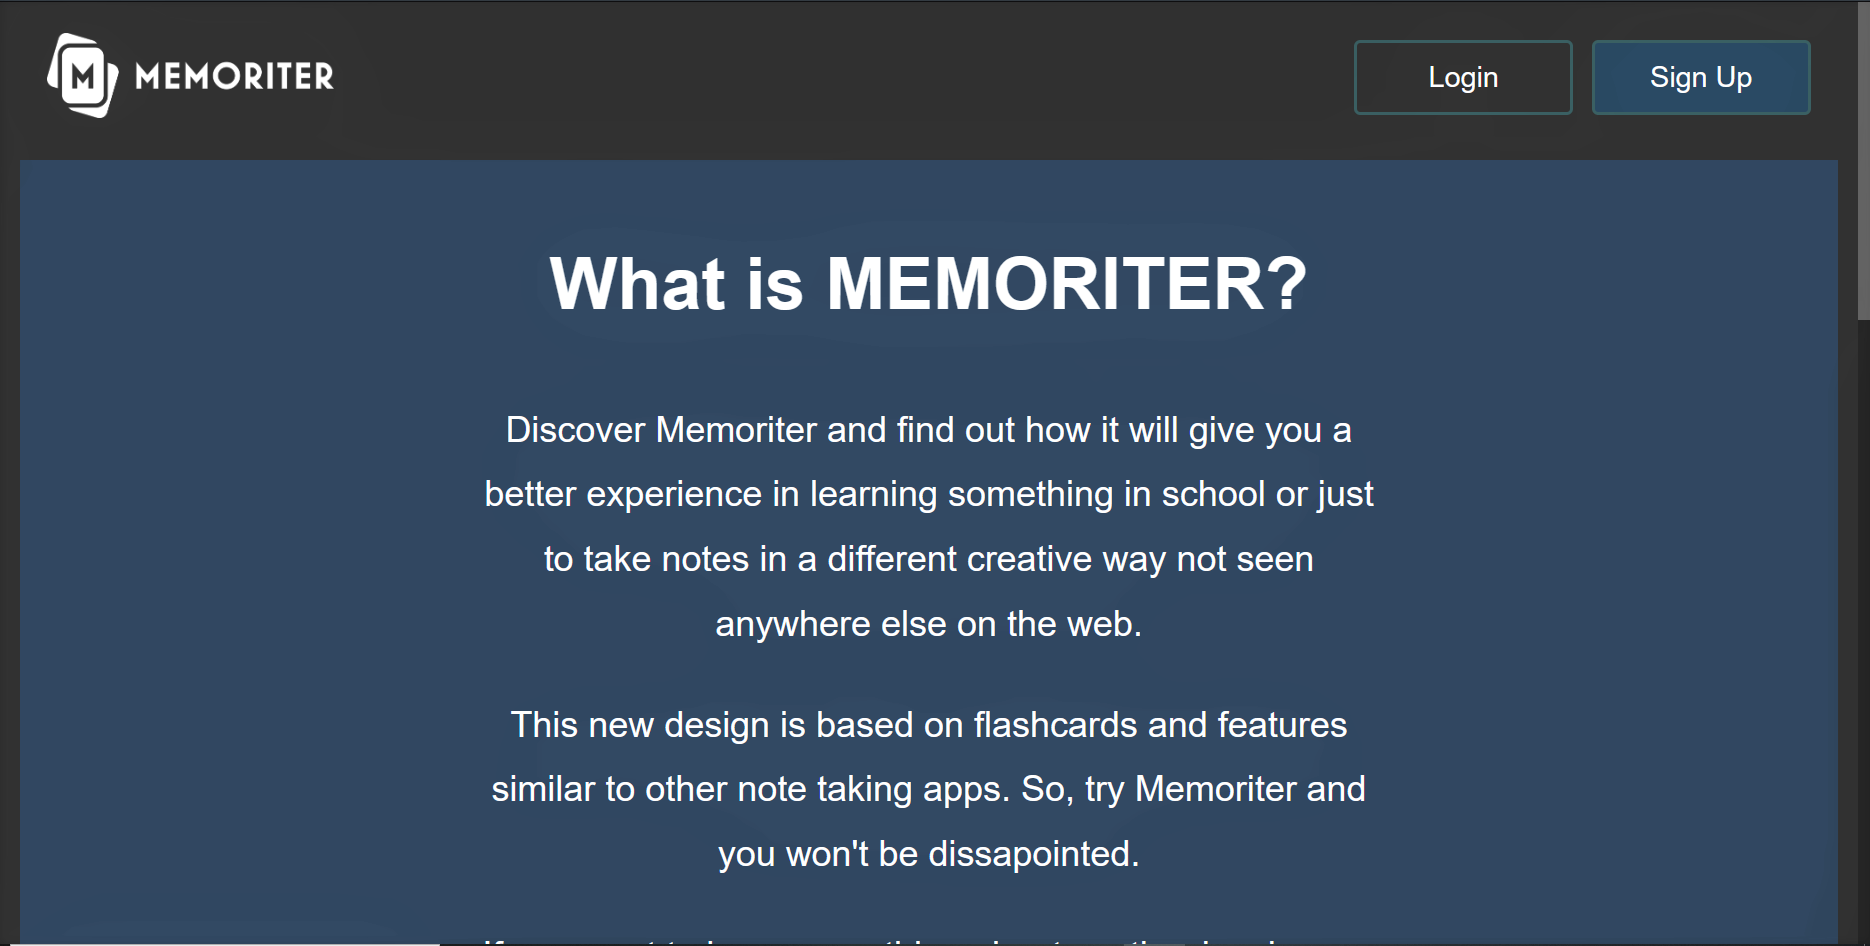 M MEMORITER
Login
Sign Up
What is MEMORITER?
Discover Memoriter and find out how it will give you a
better experience in learning something in school or just
to take notes in a different creative way not seen
anywhere else on the web.
This new design is based on flashcards and features
similar to other note taking apps. So, try Memoriter and
you won't be dissapointed.